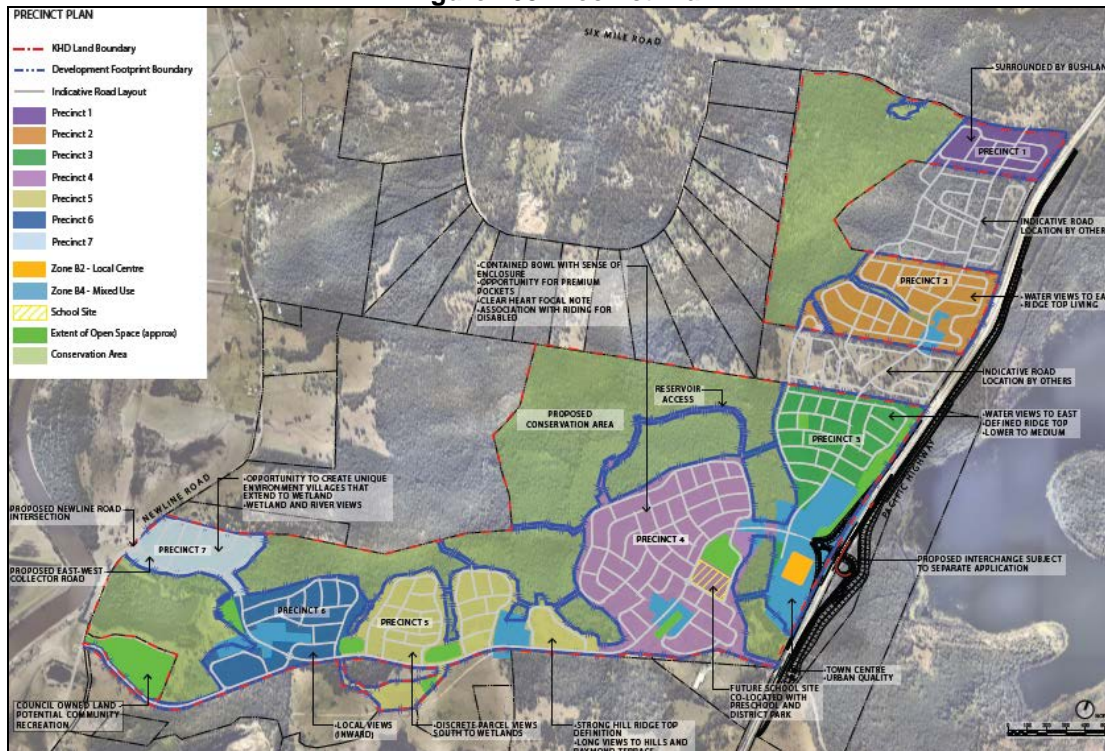 PRECINCT PLAN
KHD Land Boundary
Development Footprint Boundary
Indicative Road Layout
Precinct 1
Precinct 2
Precinct 3
Precinct 4
Precinct 5
Precinct 6
Precinct 7
Zone B2 - Local Centre
Zone B4 - Mixed Use
School Site
Extent of Open Space (approx)
Conservation Area
SIX MILE ROAD
SURROUNDED BY BUSHLAN
PRECINCT 1
INDICATIVE ROAD
LOCATION BY OTHERS
-CONTAINED BOWL WITH SENSE OF
ENCLOSURE
-OPPORTUNITY FOR PREMIUM
POCKETS
-CLEAR HEART FOCAL NOTE
-ASSOCIATION WITH RIDING FOR
DISABLED
PRECINCT 2
-WATER VIEWS TO EA
-RIDGE TOP LIVING
INDICATIVE ROAD
LOCATION BY OTHERS
RESERVOIR
ACCESS
PROPOSED
CONSERVATION AREA
PRECINCT 3
-WATER VIEWS TO EAST
-DEFINED RIDGE TOP
-LOWER TO MEDIUM
PACIFIC HIGHWAY
-OPPORTUNITY TO CREATE UNIQUE
ENVIRONMENT VILLAGES THAT
EXTEND TO WETLAND
-WETLAND AND RIVER VIEWS
NEWLINE ROAD
PROPOSED NEWLINE ROAD
INTERSECTION
PRECINCT 7
PRECINCT 4
PROPOSED EAST-WEST
COLLECTOR ROAD
PROPOSED INTERCHANGE SUBJECT
TO SEPARATE APPLICATION
PRECINCT 6
PRECINCT 5
-TOWN CENTRE
-URBAN QUALITY
FUTURE SCHOOL SITE
CO-LOCATED WITH
PRESCHOOL AND
DISTRICT PARK
COUNCIL OWNED LAND -
POTENTIAL COMMUNITY
RECREATION
-LOCAL VIEWS
(INWARD)
-DISCRETE PARCEL VIEWS
SOUTH TO WETLANDS
-STRONG HILL RIDGE TOP
DEFINITION
-LONG VIEWS TO HILLS AND
RAYMOND TERRACE